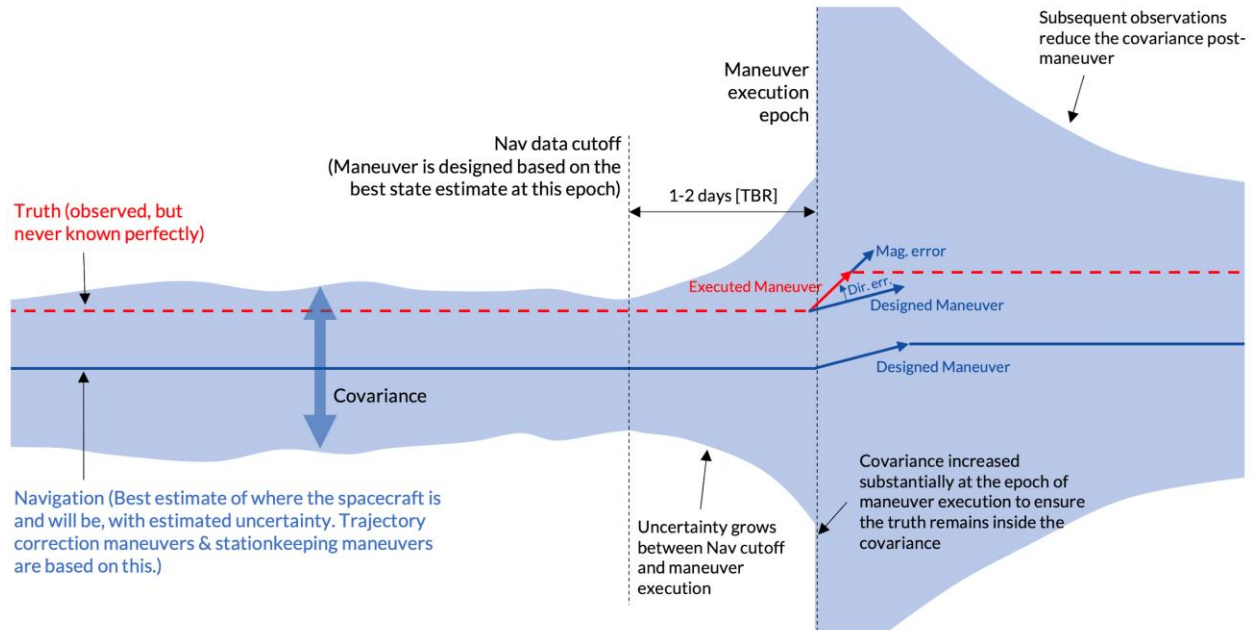 Subsequent observations
reduce the covariance post-
maneuver
Maneuver
execution
epoch
Nav data cutoff
(Maneuver is designed based on the
best state estimate at this epoch)
1-2 days [TBR]
Truth (observed, but
never known perfectly)
Mag. error
Executed Maneuver
Dir. err.
Designed Maneuver
Designed Maneuver
Covariance
Navigation (Best estimate of where the spacecraft is
and will be, with estimated uncertainty. Trajectory
correction maneuvers & stationkeeping maneuvers
are based on this.)
Uncertainty grows
between Nav cutoff
and maneuver
execution
Covariance increased
substantially at the epoch of
maneuver execution to ensure
the truth remains inside the
covariance